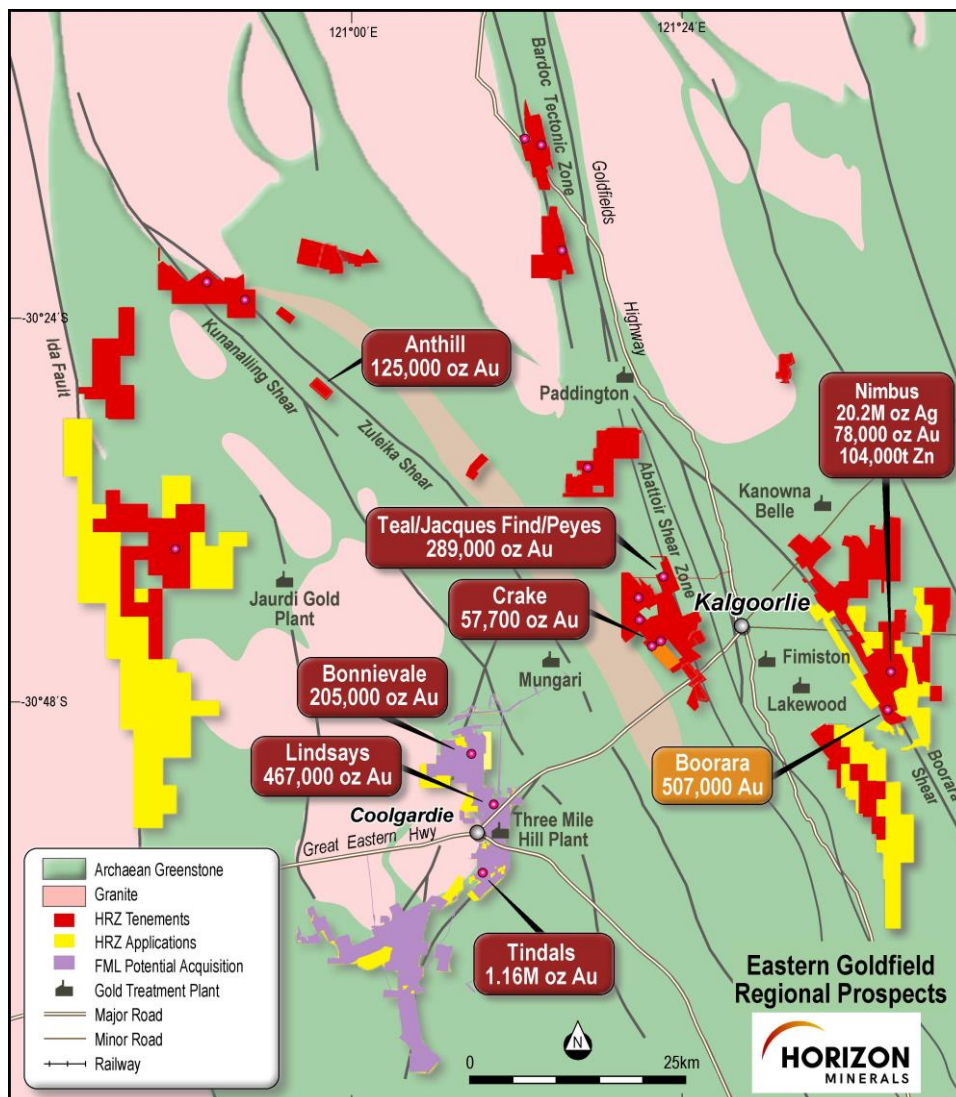 121°00´E
121°24´E
Bardoc Tectonic Zone
Goldfields
Highway
-30°24´S
Ida Fault
Kunanalling Shear
Anthill
125,000 oz Au
Zuleika Shear
Paddington
Nimbus
20.2M oz Ag
78,000 oz Au
104,000t Zn
Abattoir Shear Zone
Kanowna
Belle
Teal/Jacques Find/Peyes
289,000 oz Au
Jaurdi Gold
Plant
Crake
57,700 oz Au
Kalgoorlie
Mungari
Fimiston
Lakewood
-30°48´S
Bonnievale
205,000 oz Au
Lindsays
467,000 oz Au
Boorara
507,000 Au
Boorara
Shear
Coolgardie
Three Mile
Hill Plant
Great Eastern Hwy
Tindals
1.16M oz Au
Archaean Greenstone
Granite
HRZ Tenements
HRZ Applications
FML Potential Acquisition
Gold Treatment Plant
Major Road
Minor Road
Railway
N
0
25km
Eastern Goldfield
Regional Prospects
HORIZON
MINERALS